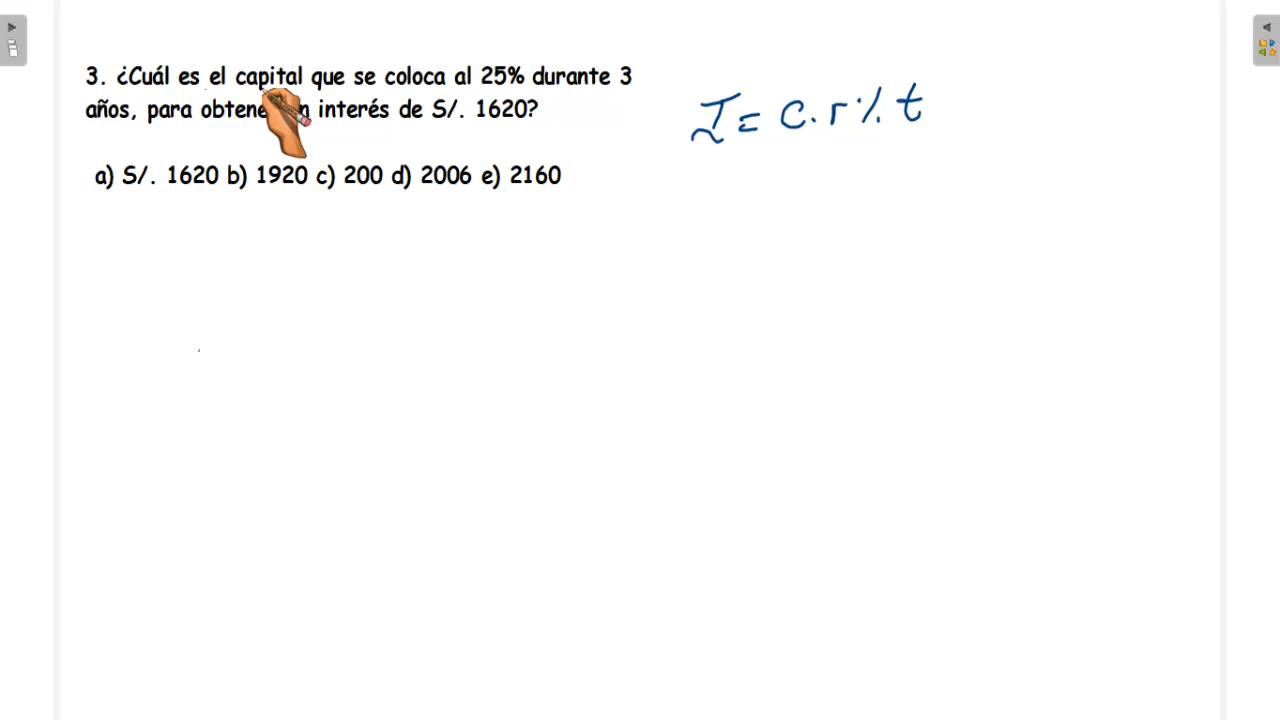 3. ¿Cuál es el capital que se coloca al 25% durante 3
años, para interés de S/. 1620?
I = C. r % t
a) S/. 1620 b) 1920 c) 200 d) 2006 e) 2160